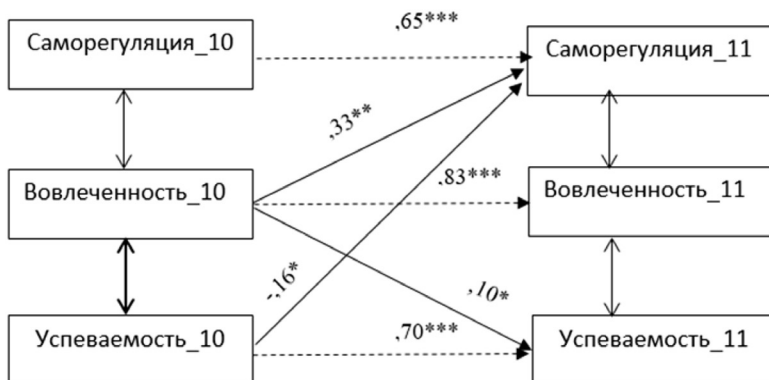 Саморегуляция_10
,65***
Саморегуляция_11
,33**
Вовлеченность_10
,83***
Вовлеченность_11
-,16*
,10*
Успеваемость_10
,70***
Успеваемость_11